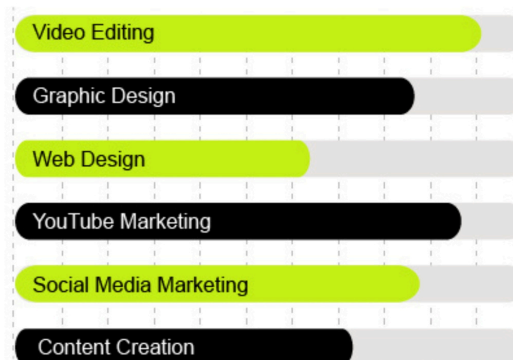 Video Editing
Graphic Design
Web Design
YouTube Marketing
Social Media Marketing
Content Creation